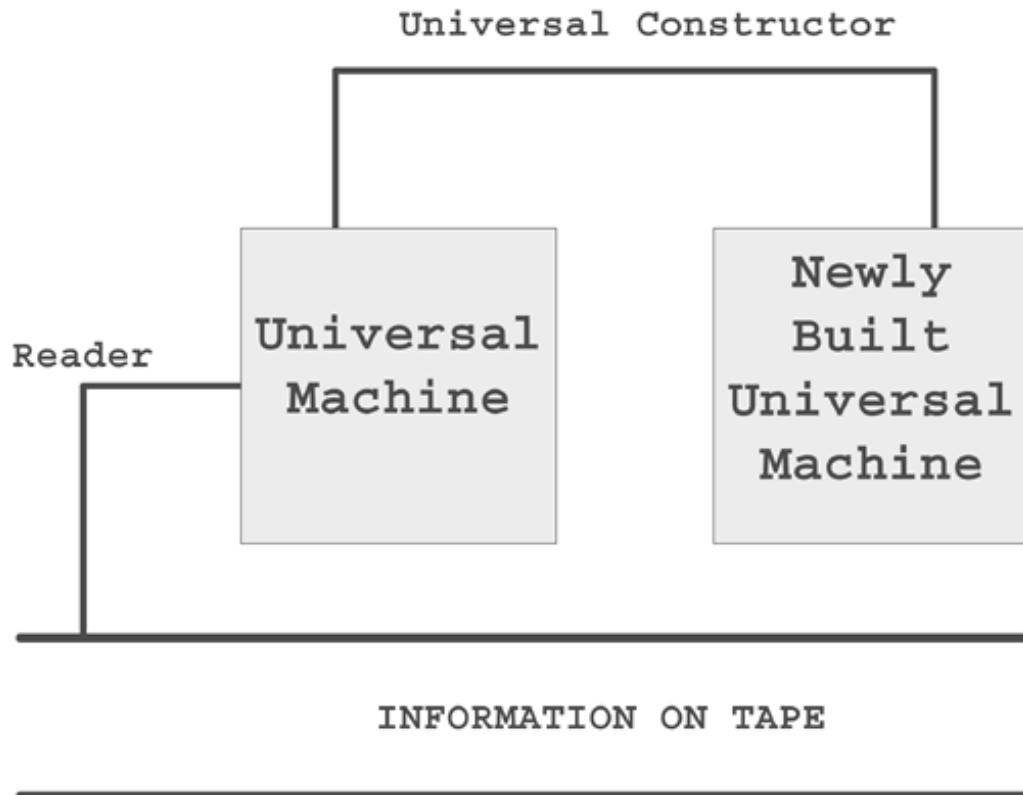 Universal Constructor
Reader
Universal
Machine
Newly
Built
Universal
Machine
INFORMATION ON TAPE